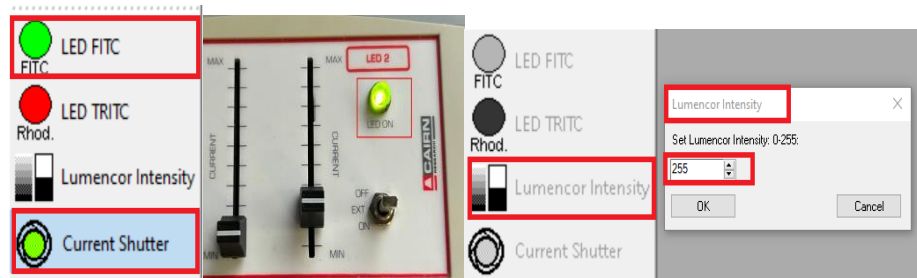 LED FITC
FITC
LED TRITC
Rhod.
Lumencor Intensity
Current Shutter
MAX
MAX
LED 2
LED ON
CURRENT
CURRENT
CAIRN
OFF
EXT
ON
MIN
MIN
LED FITC
FITC
LED TRITC
Rhod.
Lumencor Intensity
Current Shutter
Lumencor Intensity
Set Lumencor Intensity: 0-255:
255
OK
Cancel